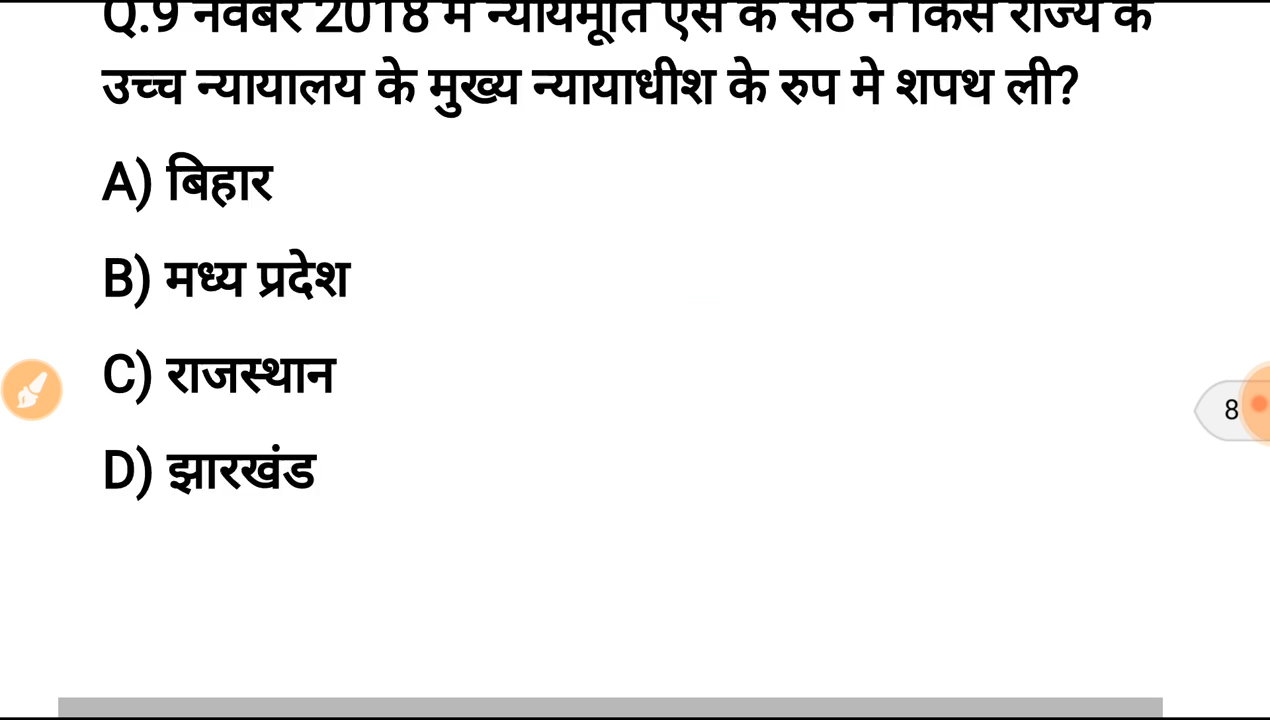 Q.9 नवंबर 2018 में न्यायमूर्ति एस के सेठ ने किस राज्य के
उच्च न्यायालय के मुख्य न्यायाधीश के रुप मे शपथ ली?
A) बिहार
B) मध्य प्रदेश
C) राजस्थान
8
D) झारखंड